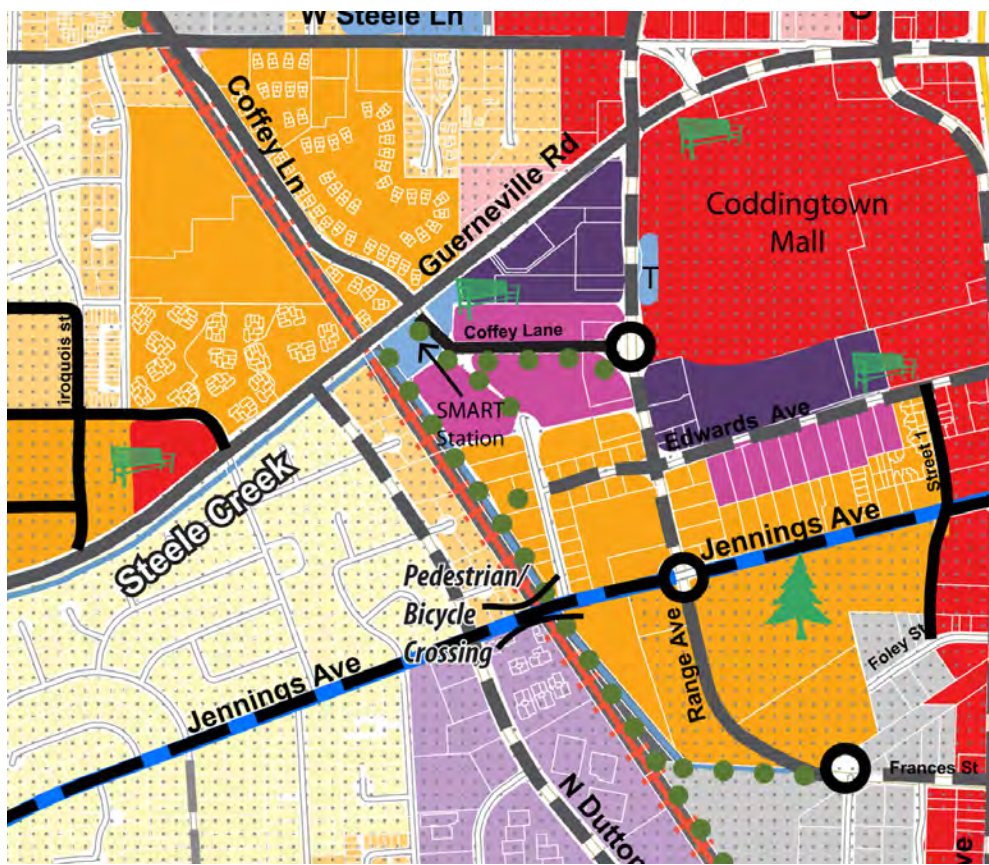 W Steele Ln
Coffey Ln
Guerneville Rd
Coddingtown
Mall
T
Coffey Lane
iroquois st
SMART
Station
Edwards Ave
Street 1
Steele Creek
Jennings Ave
Pedestrian/
Bicycle
Crossing
Jennings Ave
Range Ave
Foley St
Frances St
N Dutton